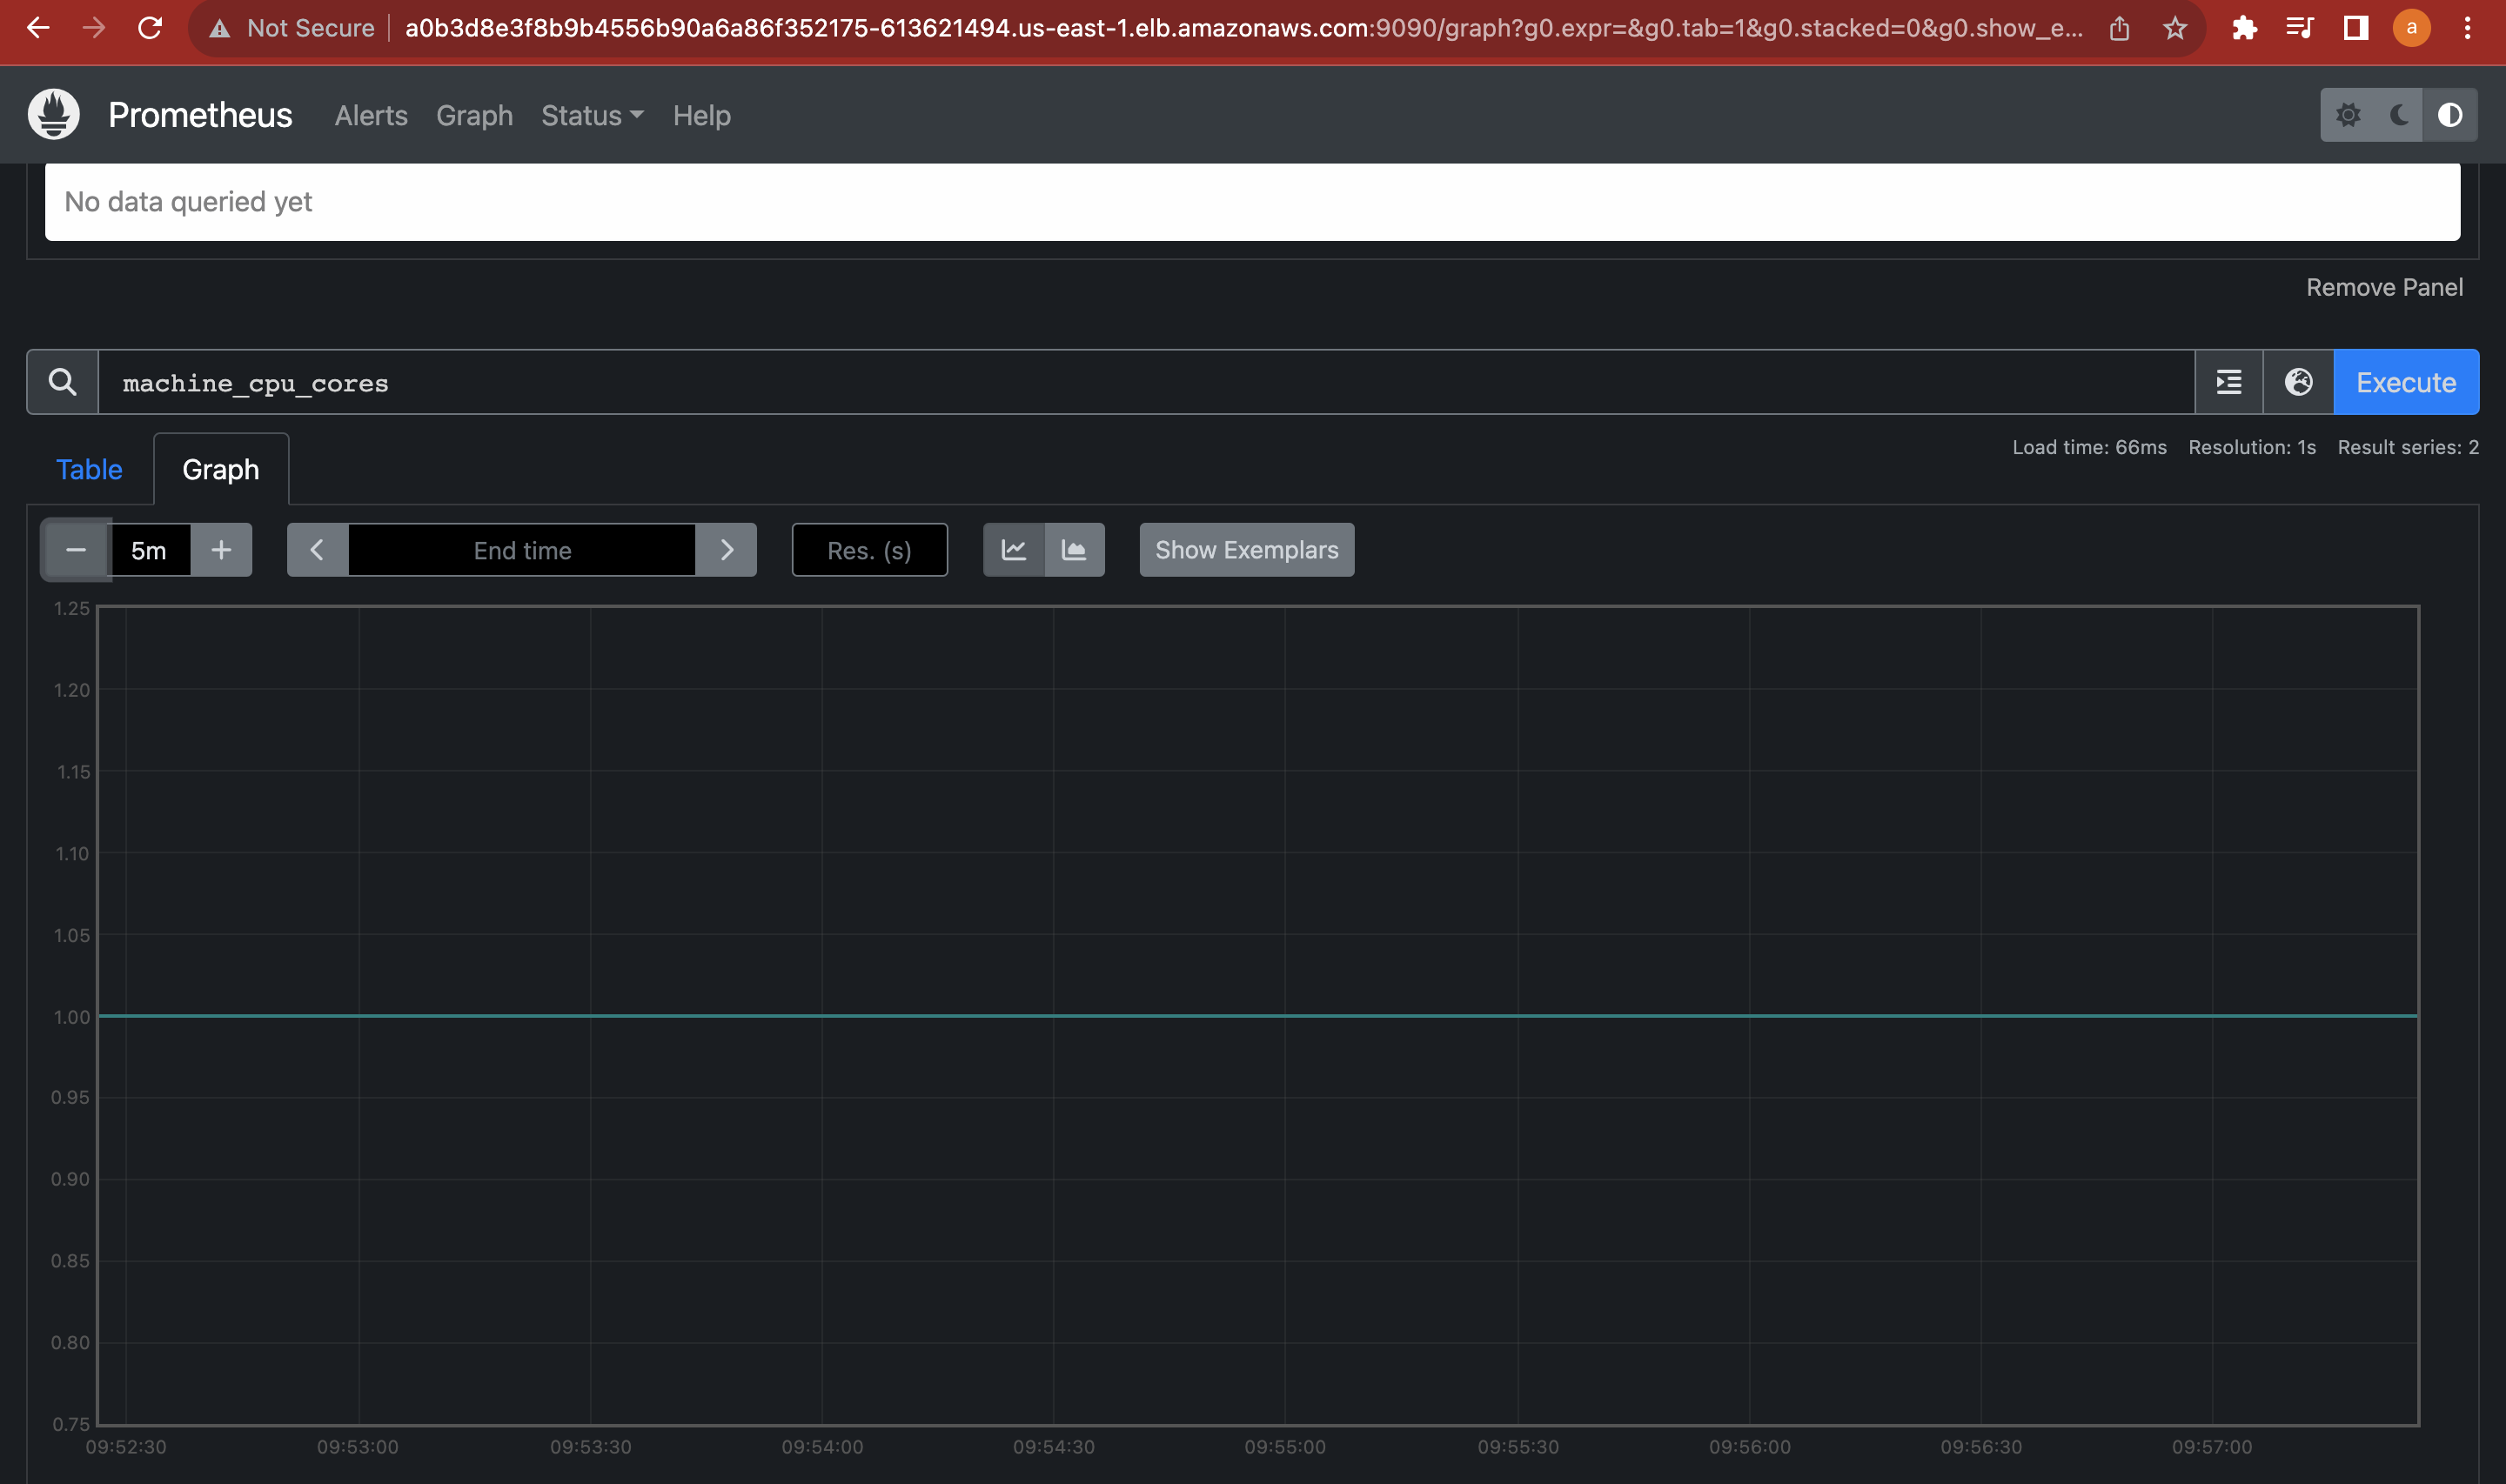 Not Secure a0b3d8e3f8b9b4556b90a6a86f352175-613621494.us-east-1.elb.amazonaws.com:9090/graph?g0.expr=&g0.tab=1&g0.stacked=0&g0.show_e... a
Prometheus Alerts Graph Status Help
No data queried yet
Remove Panel
machine_cpu_cores Execute
Load time: 66ms Resolution: 1s Result series: 2
Table Graph
5m End time Res. (s) Show Exemplars
1.25
1.20
1.15
1.10
1.05
1.00
0.95
0.90
0.85
0.80
0.75
09:52:30 09:53:00 09:53:30 09:54:00 09:54:30 09:55:00 09:55:30 09:56:00 09:56:30 09:57:00